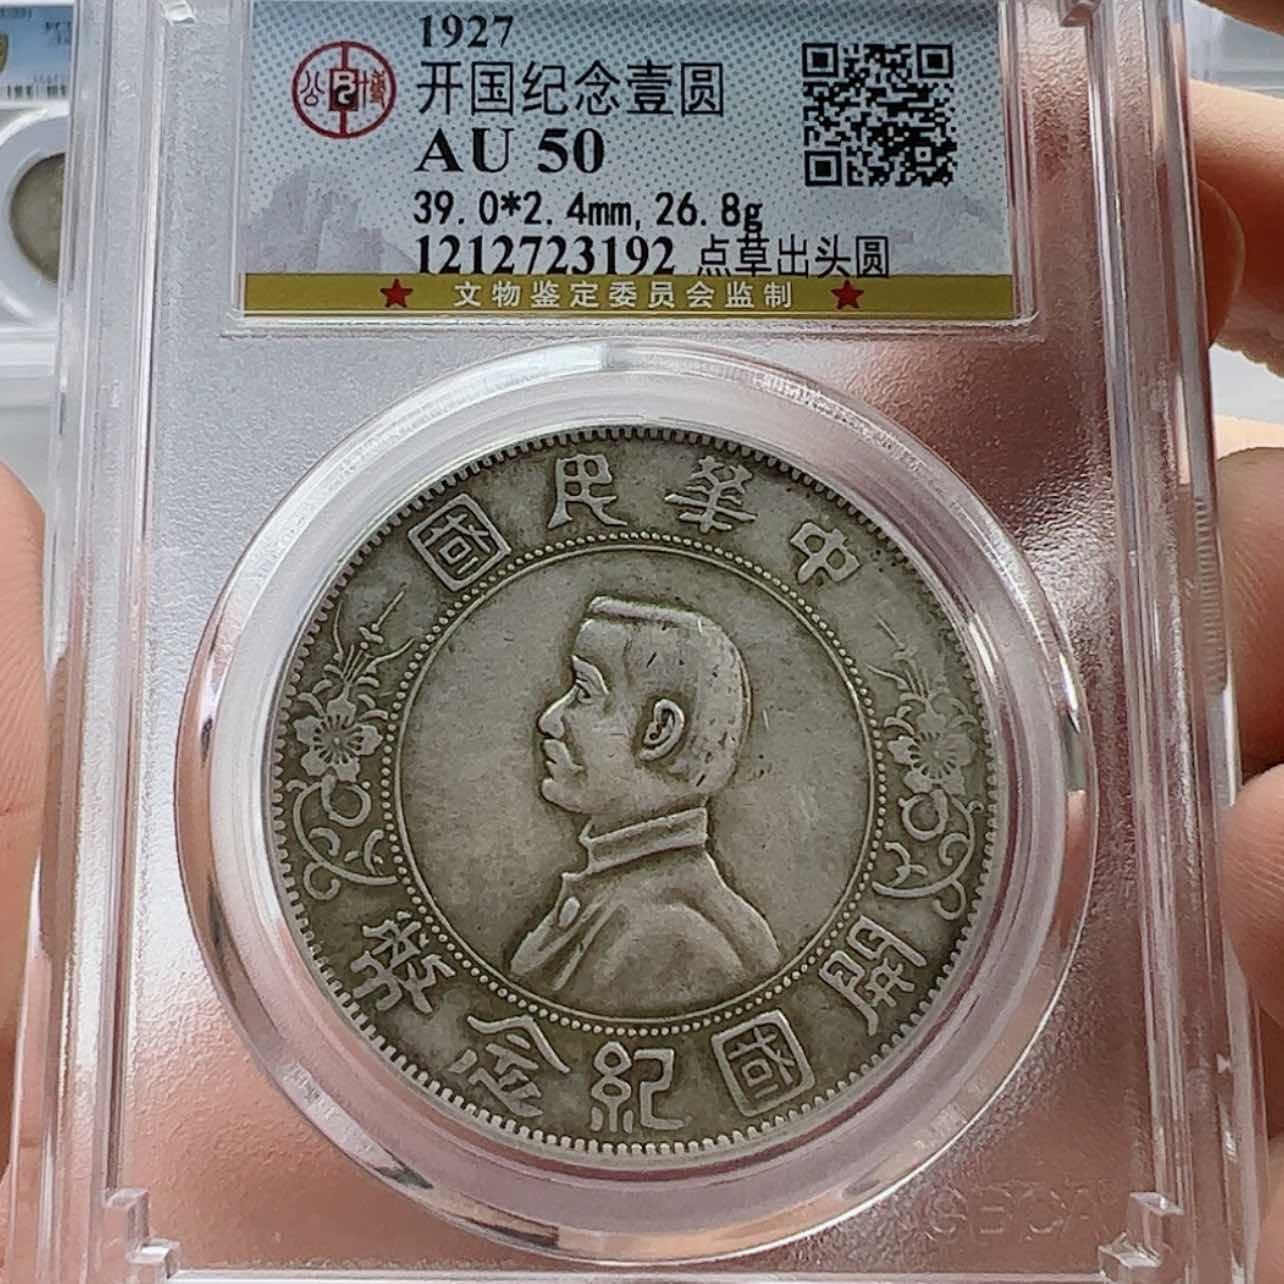 1927
开国纪念壹圆
AU 50
39.0*2.4mm, 26.8g
1212723192 点草出头圆
文物鉴定委员会监制
公博
中華民國
開國紀念幣